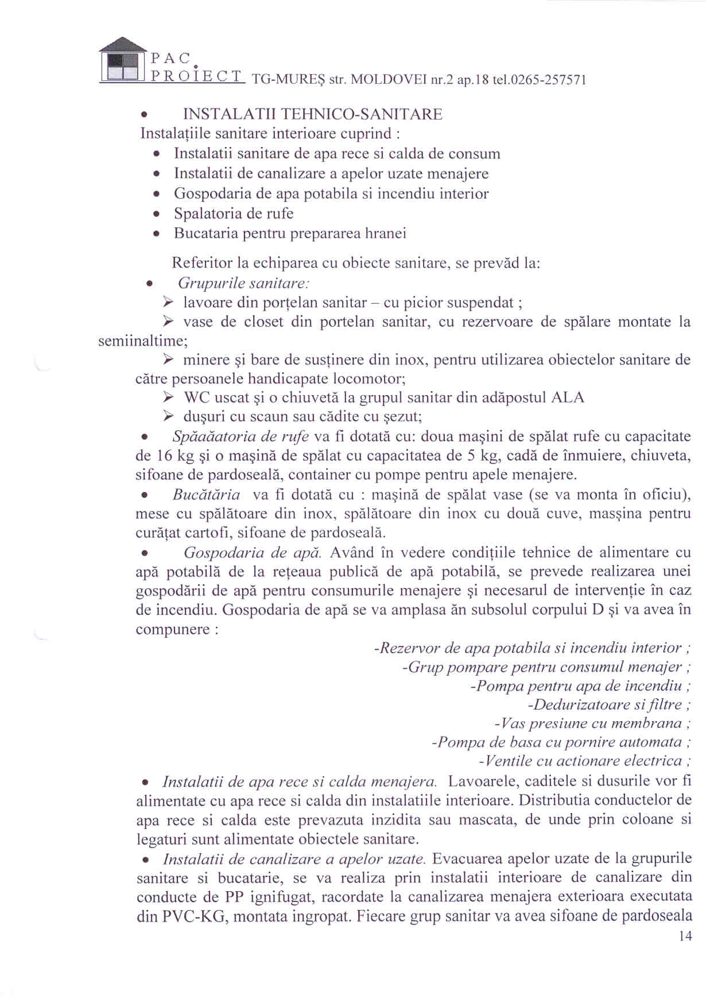 PAC.
PROIECT TG-MUREŞ str. MOLDOVEI nr.2 ap.18 tel.0265-257571
• INSTALATII TEHNICO-SANITARE
Instalaţiile sanitare interioare cuprind :
• Instalatii sanitare de apa rece si calda de consum
• Instalatii de canalizare a apelor uzate menajere
• Gospodaria de apa potabila si incendiu interior
• Spalatoria de rufe
• Bucataria pentru prepararea hranei
Referitor la echiparea cu obiecte sanitare, se prevăd la:
• Grupurile sanitare:
➢ lavoare din porţelan sanitar – cu picior suspendat ;
➢ vase de closet din portelan sanitar, cu rezervoare de spălare montate la
semiinaltime;
➢ minere şi bare de susţinere din inox, pentru utilizarea obiectelor sanitare de
către persoanele handicapate locomotor;
➢ WC uscat şi o chiuvetă la grupul sanitar din adăpostul ALA
➢ duşuri cu scaun sau cădite cu şezut;
• Spăaăatoria de rufe va fi dotată cu: doua maşini de spălat rufe cu capacitate
de 16 kg şi o maşină de spălat cu capacitatea de 5 kg, cadă de înmuiere, chiuveta,
sifoane de pardoseală, container cu pompe pentru apele menajere.
• Bucătăria va fi dotată cu : maşină de spălat vase (se va monta în oficiu),
mese cu spălătoare din inox, spălătoare din inox cu două cuve, masşina pentru
curăţat cartofi, sifoane de pardoseală.
• Gospodaria de apă. Având în vedere condiţiile tehnice de alimentare cu
apă potabilă de la reţeaua publică de apă potabilă, se prevede realizarea unei
gospodării de apă pentru consumurile menajere şi necesarul de intervenţie în caz
de incendiu. Gospodaria de apă se va amplasa ăn subsolul corpului D şi va avea în
compunere :
-Rezervor de apa potabila si incendiu interior ;
-Grup pompare pentru consumul menajer ;
-Pompa pentru apa de incendiu ;
-Dedurizatoare si filtre ;
-Vas presiune cu membrana ;
-Pompa de basa cu pornire automata ;
-Ventile cu actionare electrica ;
• Instalatii de apa rece si calda menajera. Lavoarele, caditele si dusurile vor fi
alimentate cu apa rece si calda din instalatiile interioare. Distributia conductelor de
apa rece si calda este prevazuta inzidita sau mascata, de unde prin coloane si
legaturi sunt alimentate obiectele sanitare.
• Instalatii de canalizare a apelor uzate. Evacuarea apelor uzate de la grupurile
sanitare si bucatarie, se va realiza prin instalatii interioare de canalizare din
conducte de PP ignifugat, racordate la canalizarea menajera exterioara executata
din PVC-KG, montata ingropat. Fiecare grup sanitar va avea sifoane de pardoseala
14